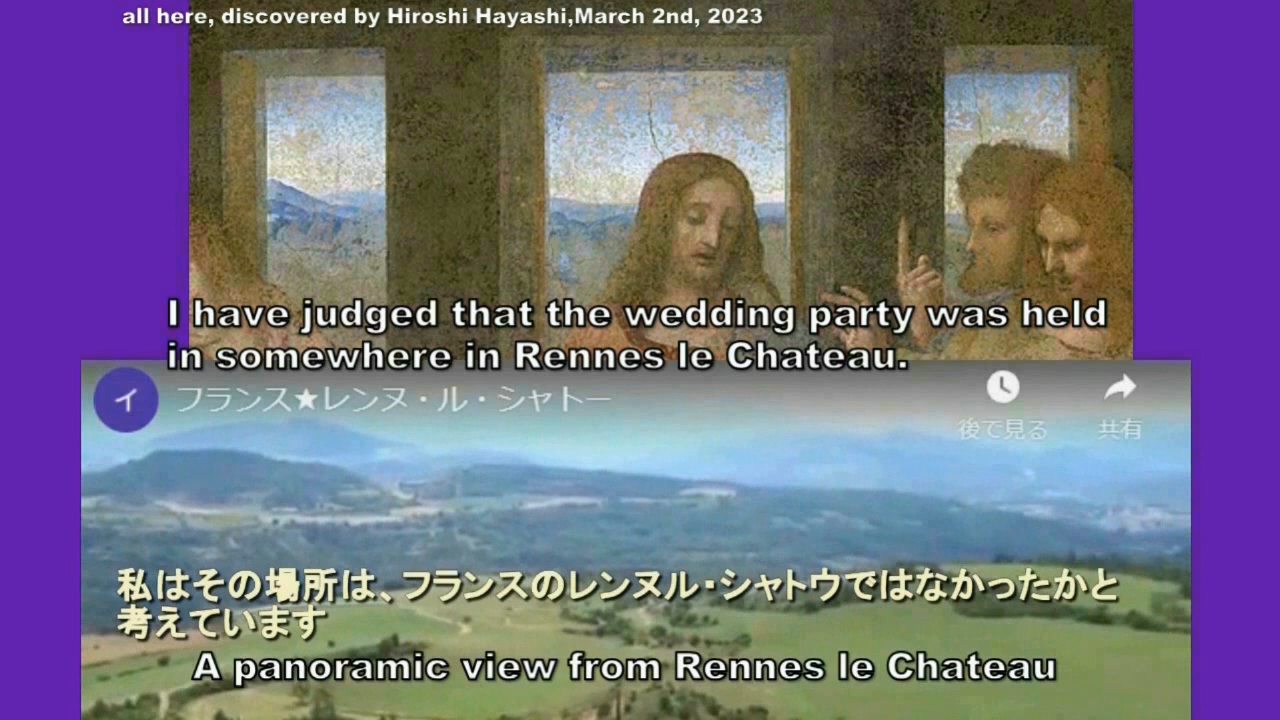 all here, discovered by Hiroshi Hayashi,March 2nd, 2023
I have judged that the wedding party was held
in somewhere in Rennes le Chateau.
イ
フランス★レンヌ・ル・シャトー
後で見る
共有
私はその場所は、フランスのレンヌル・シャトウではなかったかと
考えています
A panoramic view from Rennes le Chateau